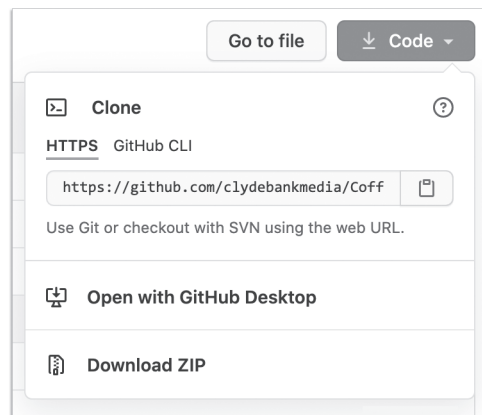 Go to file
Code
Clone
HTTPS GitHub CLI
https://github.com/clydebankmedia/Coff
Use Git or checkout with SVN using the web URL.
Open with GitHub Desktop
Download ZIP